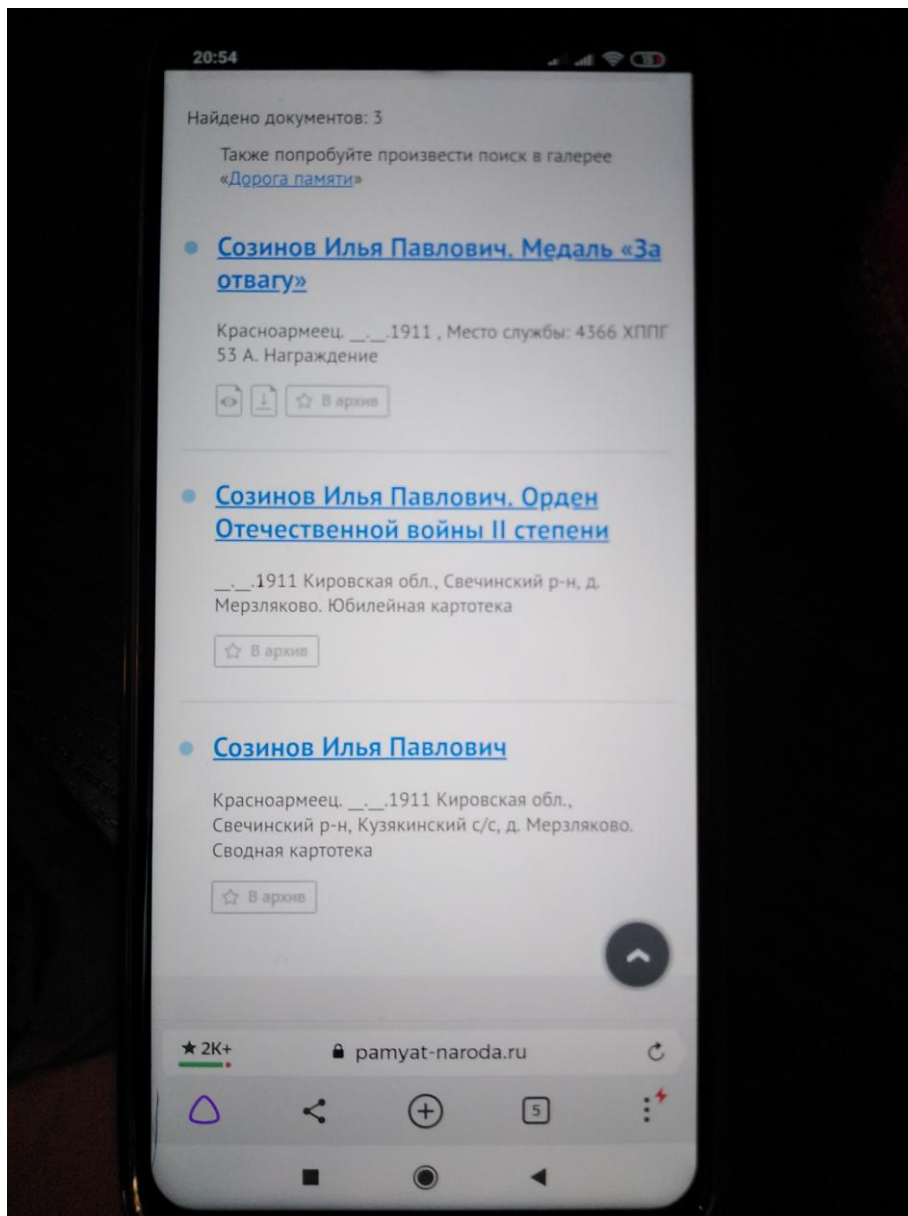 20:54
Найдено документов: 3
Также попробуйте произвести поиск в галерее
«Дорога памяти»
Созинов Илья Павлович. Медаль «За
отвагу»
Красноармеец. __.__.1911 , Место службы: 4366 ХППГ
53 А. Награждение
В архив
Созинов Илья Павлович. Орден
Отечественной войны II степени
__.__.1911 Кировская обл., Свечинский р-н, д.
Мерзляково. Юбилейная картотека
В архив
Созинов Илья Павлович
Красноармеец. __.__.1911 Кировская обл.,
Свечинский р-н, Кузякинский с/с, д. Мерзляково.
Сводная картотека
В архив
★ 2K+ pamyat-naroda.ru
5